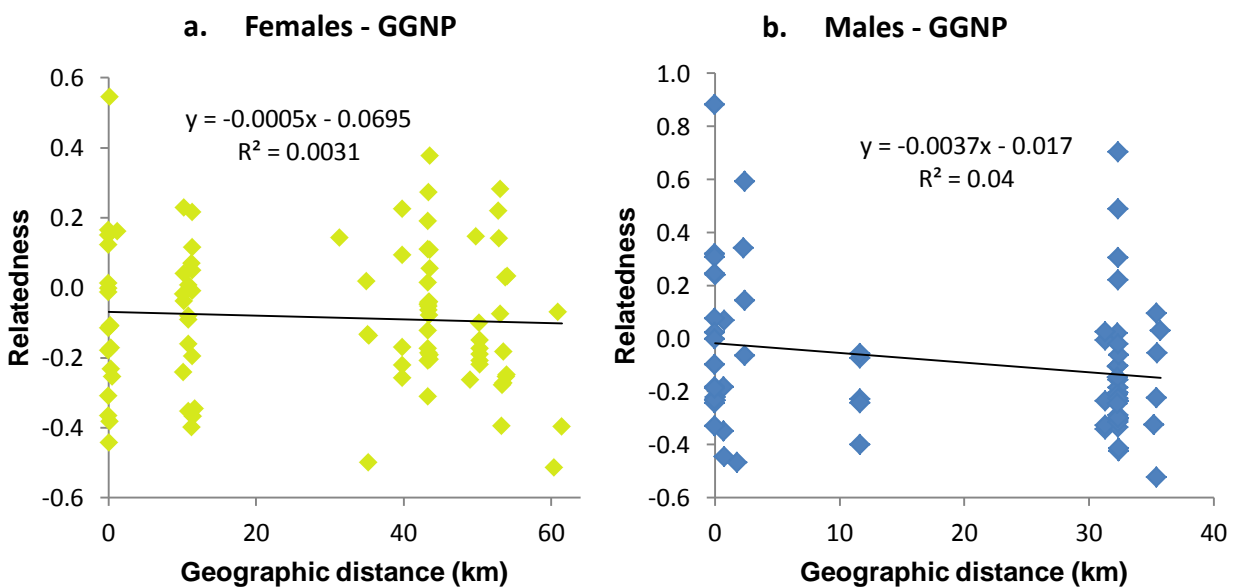 a. Females - GGNP
0.6
0.4
0.2
0.0
-0.2
-0.4
-0.6
Relatedness
y = -0.0005x - 0.0695
R² = 0.0031
0 20 40 60
Geographic distance (km)
b. Males - GGNP
1.0
0.8
0.6
0.4
0.2
0.0
-0.2
-0.4
-0.6
Relatedness
y = -0.0037x - 0.017
R² = 0.04
0 10 20 30 40
Geographic distance (km)